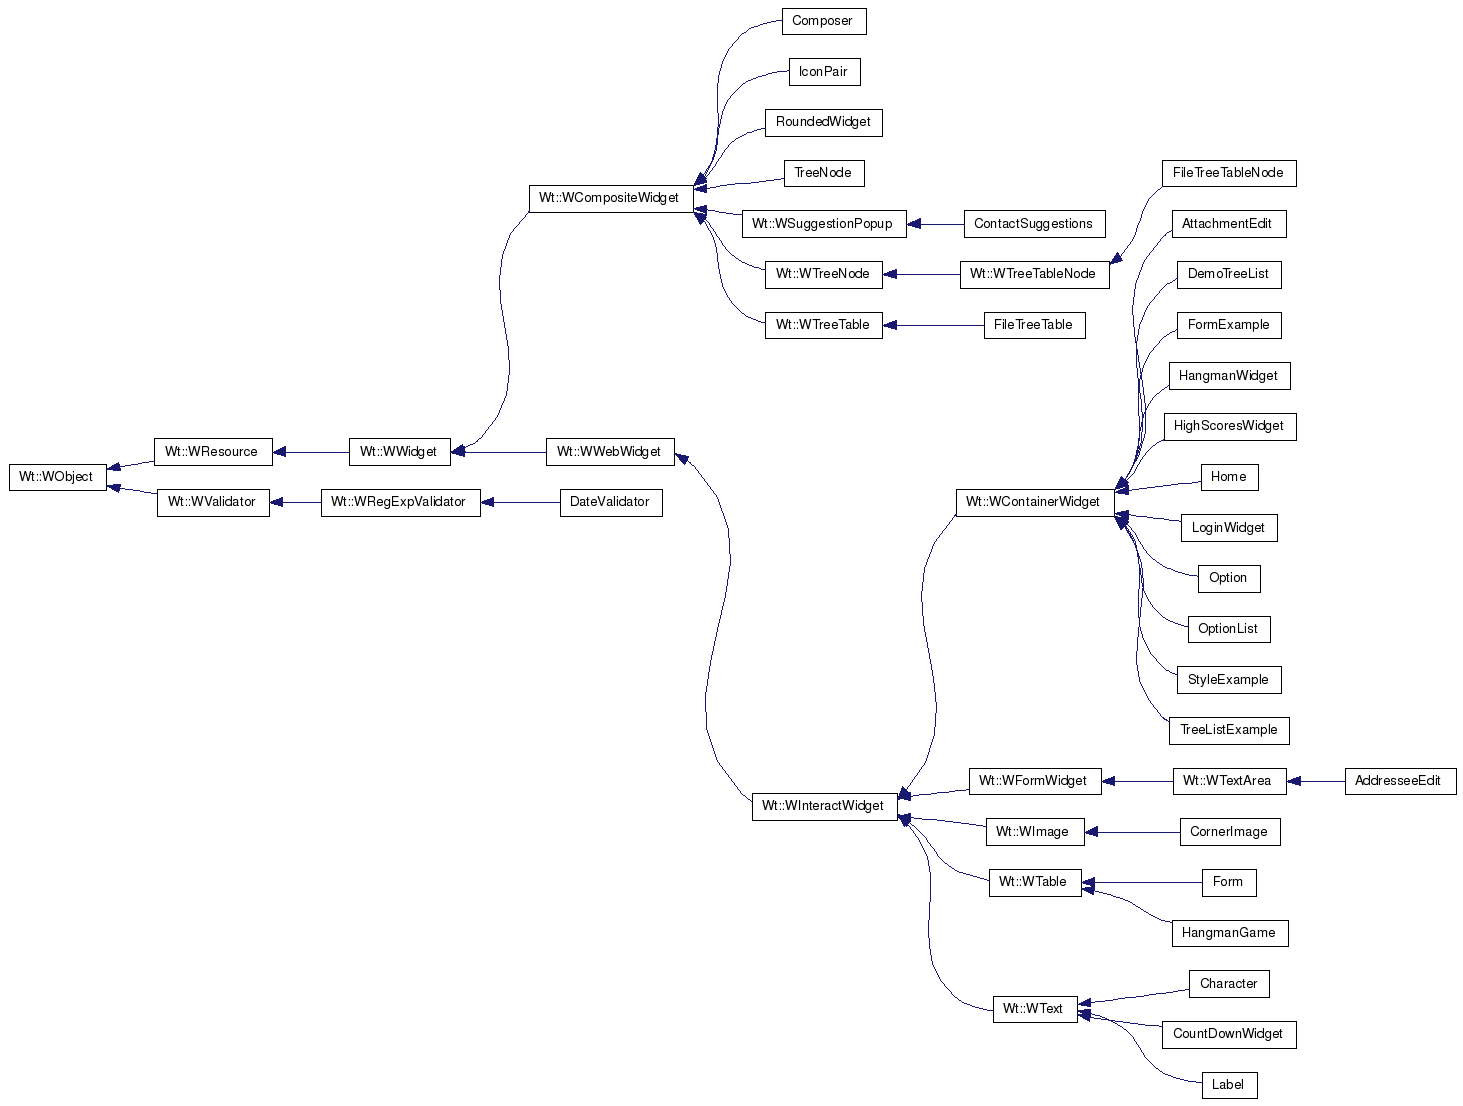 Composer
IconPair
RoundedWidget
TreeNode
FileTreeTableNode
Wt::WCompositeWidget
Wt::WSuggestionPopup
ContactSuggestions
AttachmentEdit
Wt::WTreeNode
Wt::WTreeTableNode
DemoTreeList
Wt::WTreeTable
FileTreeTable
FormExample
HangmanWidget
HighScoresWidget
Wt::WResource
Wt::WWidget
Wt::WWebWidget
Wt::WObject
Home
Wt::WValidator
Wt::WRegExpValidator
DateValidator
Wt::WContainerWidget
LoginWidget
Option
OptionList
StyleExample
TreeListExample
Wt::WFormWidget
Wt::WTextArea
AddresseeEdit
Wt::WInteractWidget
Wt::WImage
CornerImage
Wt::WTable
Form
HangmanGame
Character
Wt::WText
CountDownWidget
Label